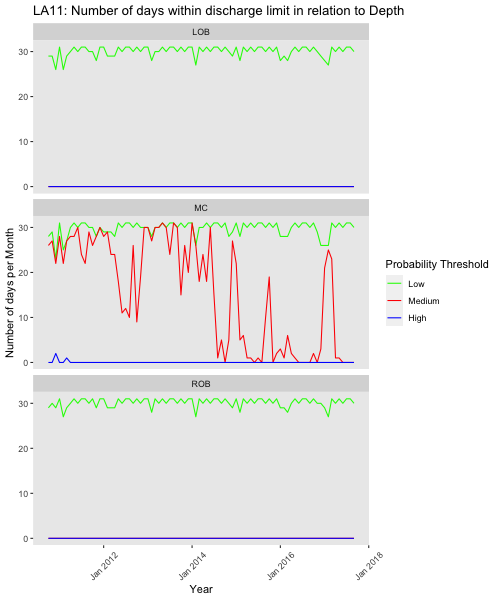 LA11: Number of days within discharge limit in relation to Depth
LOB
30
20
10
0
MC
30
20
10
0
ROB
30
20
10
0
Number of days per Month
Jan 2012
Jan 2014
Jan 2016
Jan 2018
Year
Probability Threshold
Low
Medium
High